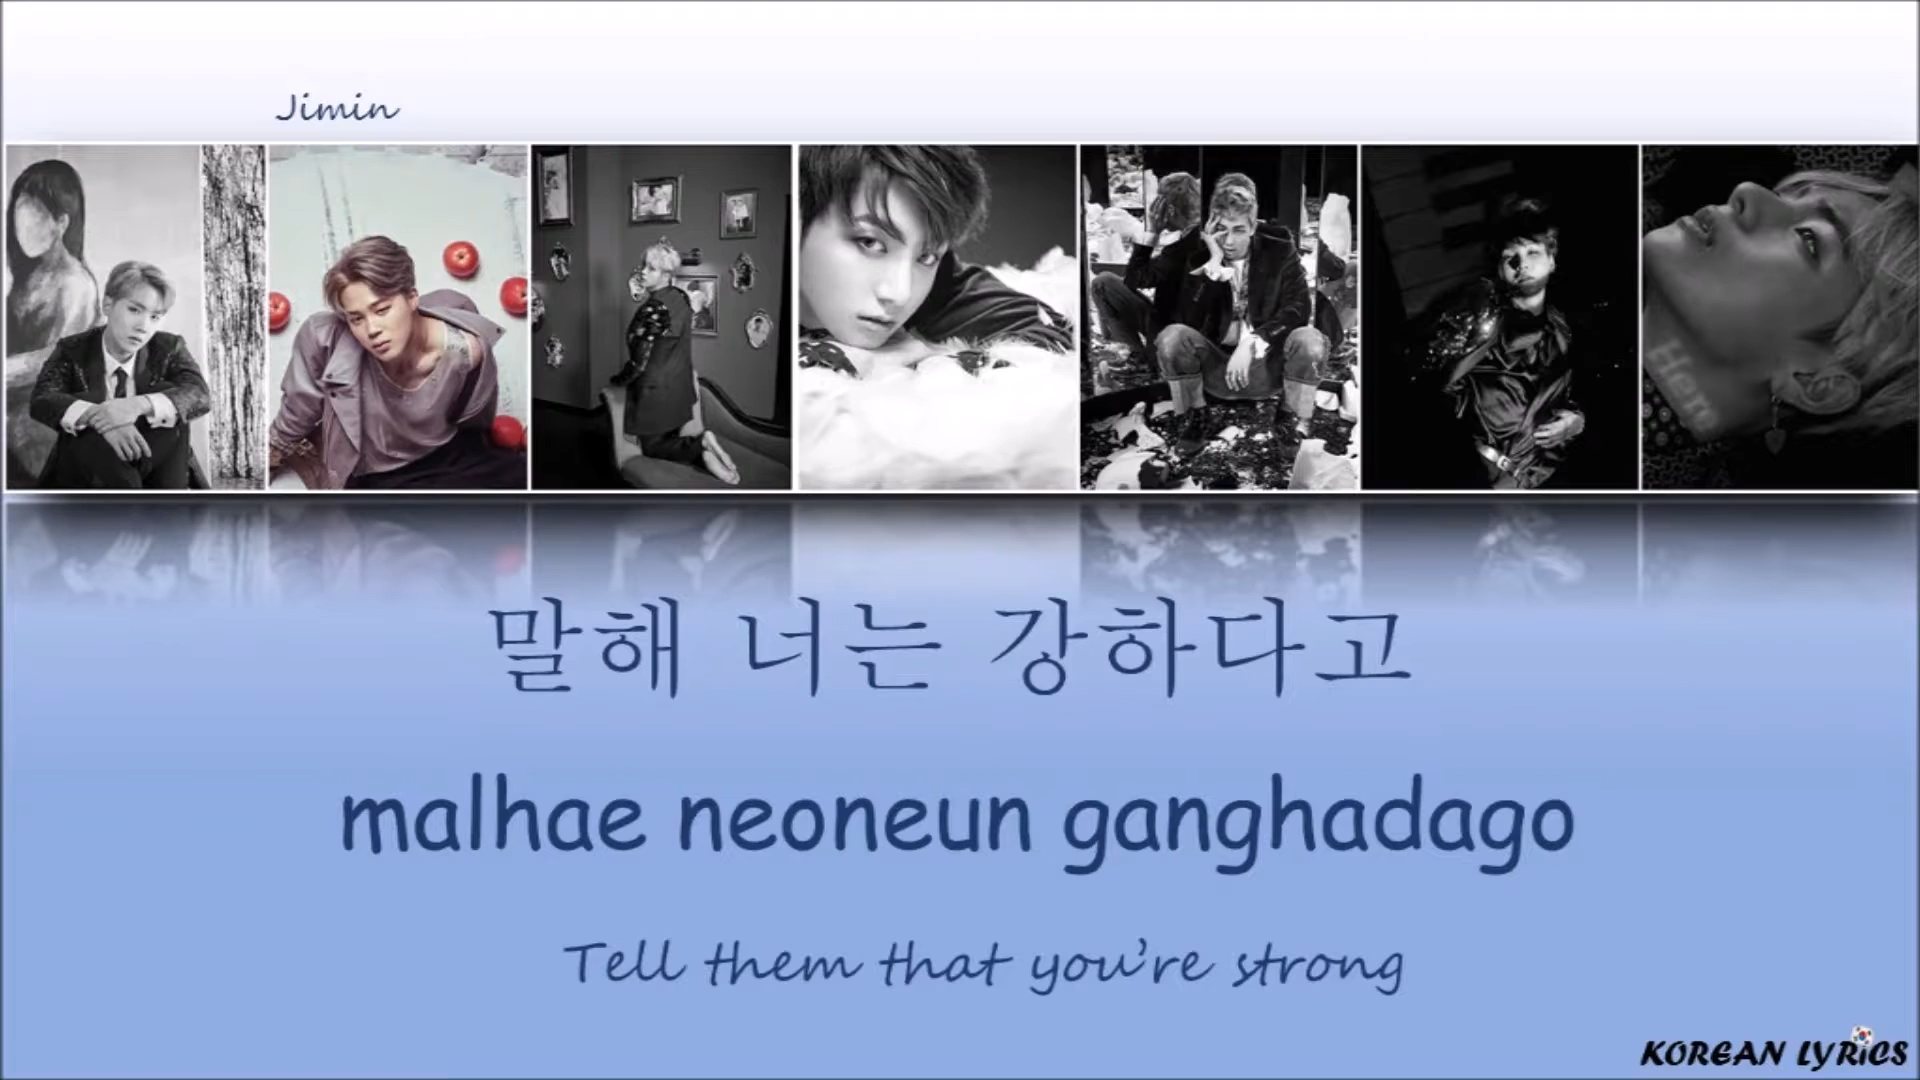 Jimin
Hero
말해 너는 강하다고
malhae neoneun ganghadago
Tell them that you're strong
KOREAN LYRICS